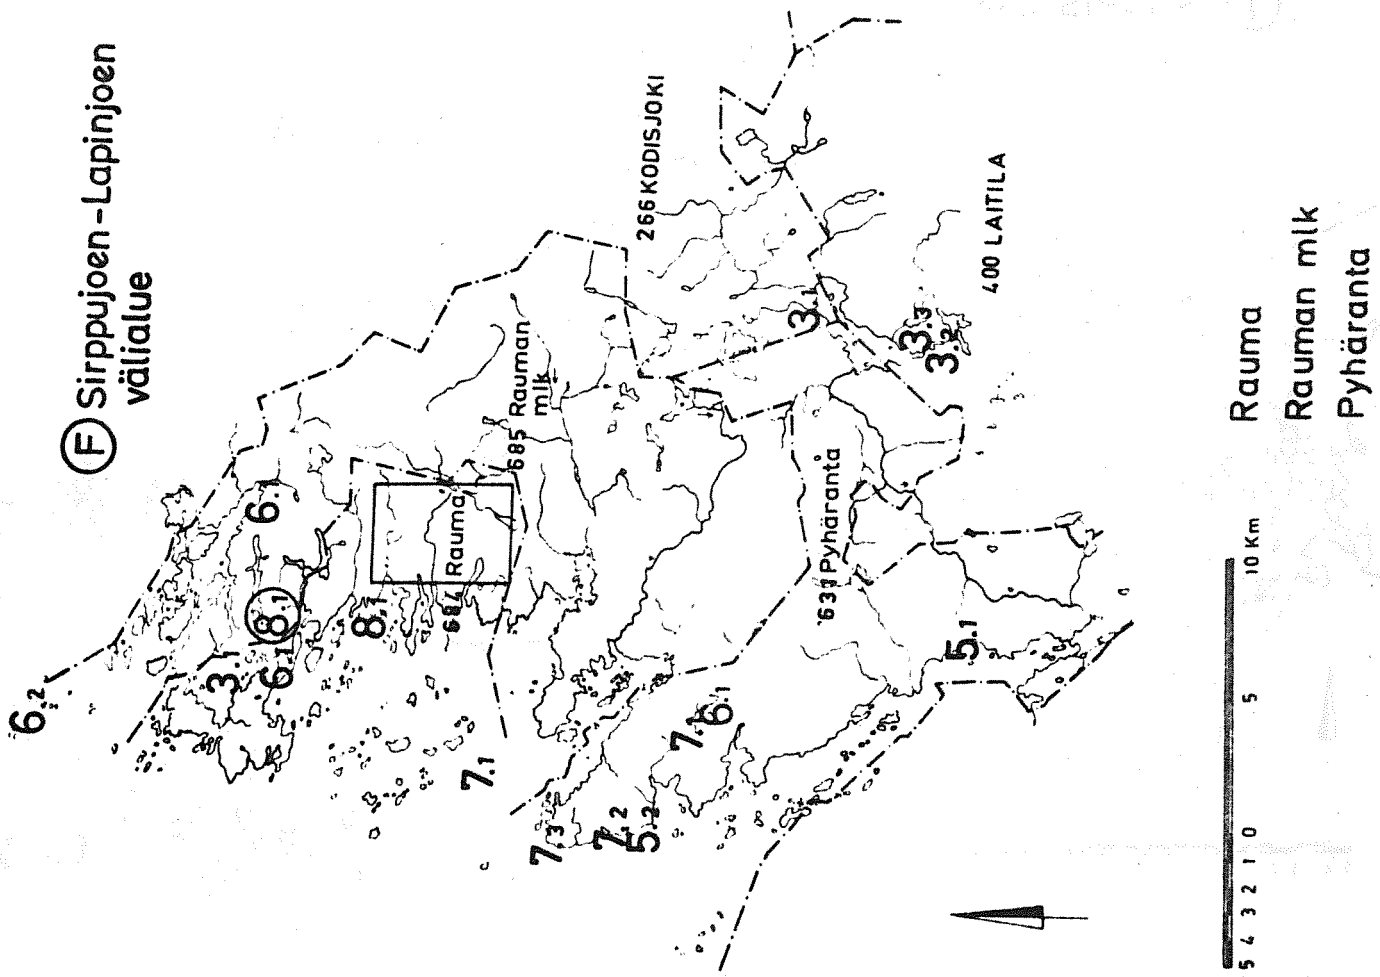 F Sirppujoen-Lapinjoen
välialue
266 KODISJOKI
400 LAITILA
685 Rauman
mlk
Rauma
684
631 Pyhäranta
6.2
3.1
6.1
8.1
6.1
8.1
7.1
7.3
7.2
5.2
7.1
6.1
5.1
3.1
3.3
3.2
5 4 3 2 1 0 5 10 Km
Rauma
Rauman mlk
Pyhäranta